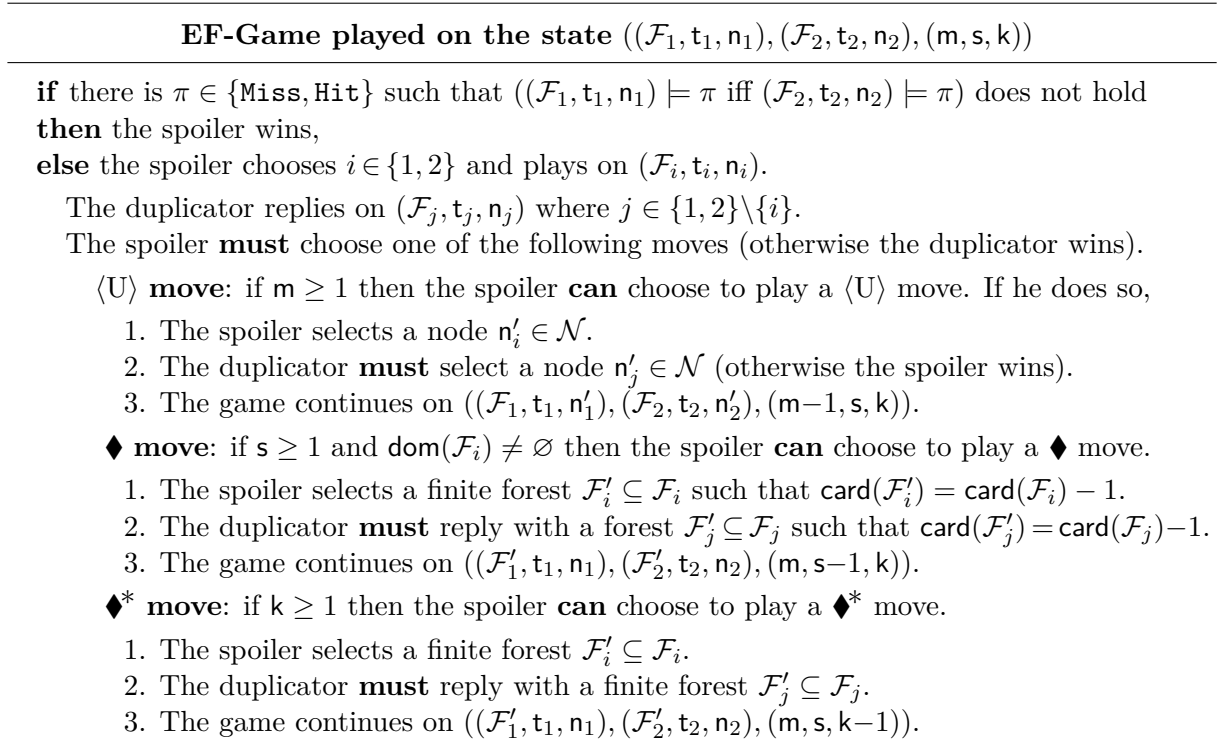 EF-Game played on the state ((ℱ₁, t₁, n₁), (ℱ₂, t₂, n₂), (m, s, k))
if there is π ∈ {Miss, Hit} such that ((ℱ₁, t₁, n₁) ⊨ π iff (ℱ₂, t₂, n₂) ⊨ π) does not hold
then the spoiler wins,
else the spoiler chooses i ∈ {1, 2} and plays on (ℱᵢ, tᵢ, nᵢ).
The duplicator replies on (ℱⱼ, tⱼ, nⱼ) where j ∈ {1, 2}\{i}.
The spoiler must choose one of the following moves (otherwise the duplicator wins).
⟨U⟩ move: if m ≥ 1 then the spoiler can choose to play a ⟨U⟩ move. If he does so,
1. The spoiler selects a node n′ᵢ ∈ 𝒩.
2. The duplicator must select a node n′ⱼ ∈ 𝒩 (otherwise the spoiler wins).
3. The game continues on ((ℱ₁, t₁, n′₁), (ℱ₂, t₂, n′₂), (m−1, s, k)).
♦ move: if s ≥ 1 and dom(ℱᵢ) ≠ ∅ then the spoiler can choose to play a ♦ move.
1. The spoiler selects a finite forest ℱ′ᵢ ⊆ ℱᵢ such that card(ℱ′ᵢ) = card(ℱᵢ) − 1.
2. The duplicator must reply with a forest ℱ′ⱼ ⊆ ℱⱼ such that card(ℱ′ⱼ) = card(ℱⱼ)−1.
3. The game continues on ((ℱ′₁, t₁, n₁), (ℱ′₂, t₂, n₂), (m, s−1, k)).
♦* move: if k ≥ 1 then the spoiler can choose to play a ♦* move.
1. The spoiler selects a finite forest ℱ′ᵢ ⊆ ℱᵢ.
2. The duplicator must reply with a finite forest ℱ′ⱼ ⊆ ℱⱼ.
3. The game continues on ((ℱ′₁, t₁, n₁), (ℱ′₂, t₂, n₂), (m, s, k−1)).